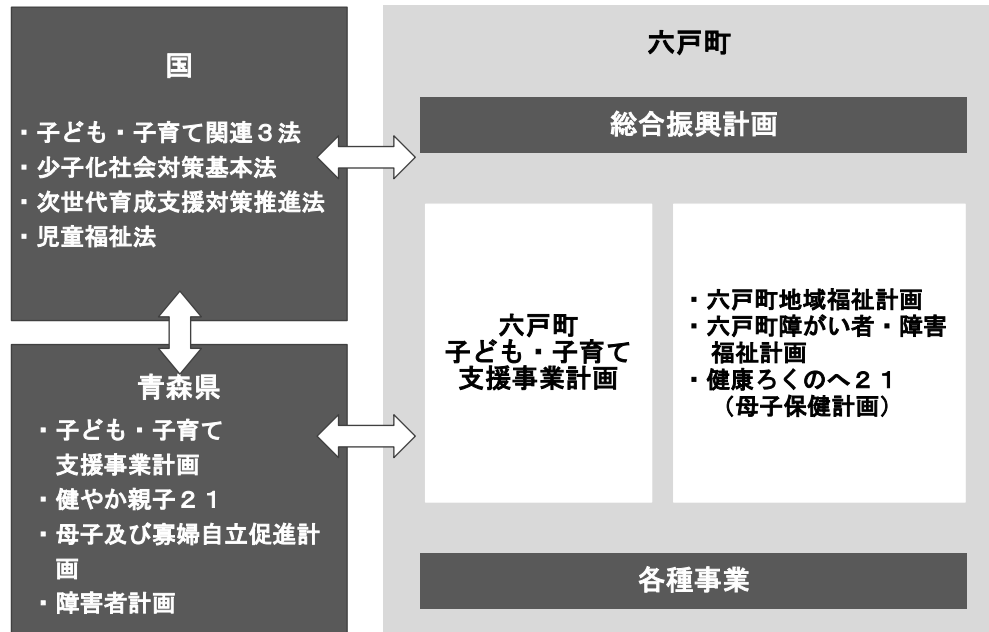 国
・子ども・子育て関連３法
・少子化社会対策基本法
・次世代育成支援対策推進法
・児童福祉法
青森県
・子ども・子育て
支援事業計画
・健やか親子２１
・母子及び寡婦自立促進計
画
・障害者計画
六戸町
総合振興計画
六戸町
子ども・子育て
支援事業計画
・六戸町地域福祉計画
・六戸町障がい者・障害
福祉計画
・健康ろくのへ２１
（母子保健計画）
各種事業